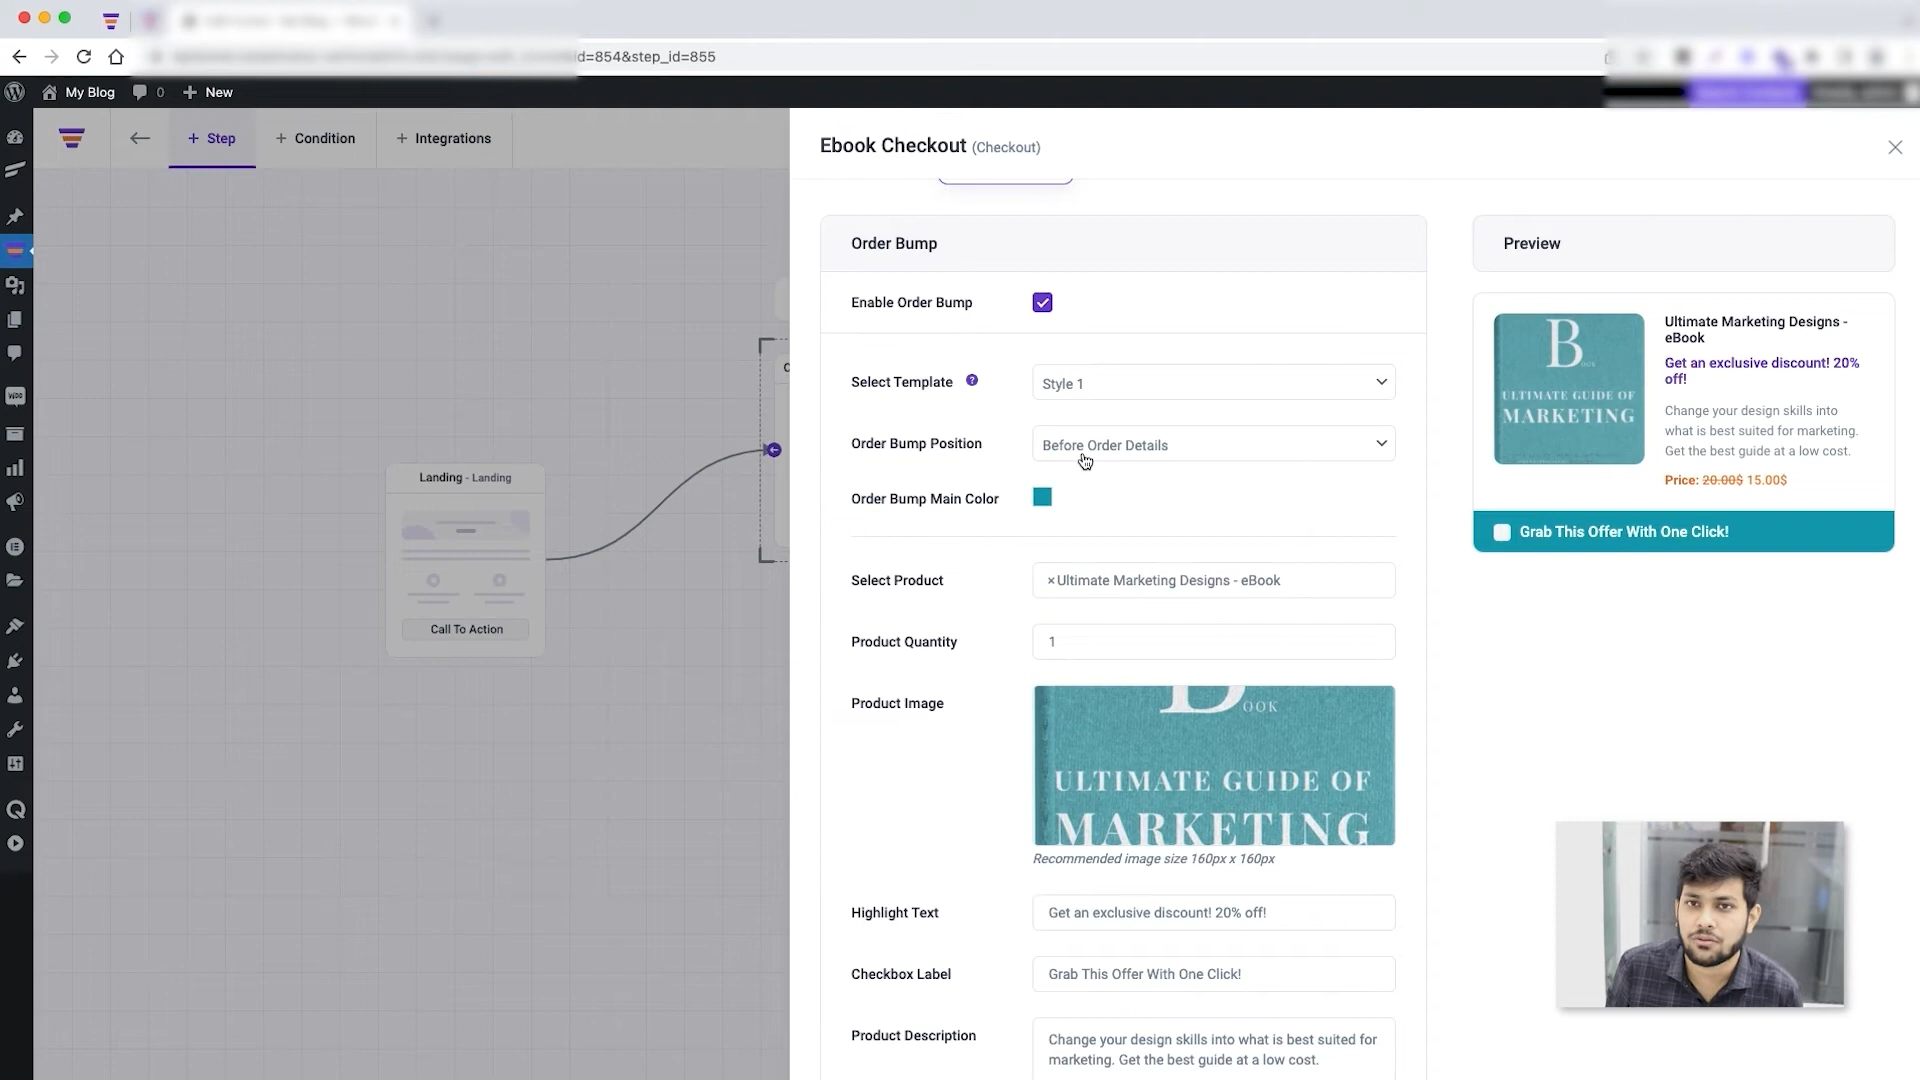 d=854&step_id=855
My Blog
0
New
Step
Condition
Integrations
Ebook Checkout (Checkout)
Order Bump
Preview
Enable Order Bump
Select Template
?
Style 1
Order Bump Position
Before Order Details
Order Bump Main Color
Select Product
×Ultimate Marketing Designs - eBook
Product Quantity
1
Product Image
BOOK
ULTIMATE GUIDE OF
MARKETING
Recommended image size 160px x 160px
Highlight Text
Get an exclusive discount! 20% off!
Checkbox Label
Grab This Offer With One Click!
Product Description
Change your design skills into what is best suited for
marketing. Get the best guide at a low cost.
BOOK
ULTIMATE GUIDE OF
MARKETING
Ultimate Marketing Designs -
eBook
Get an exclusive discount! 20%
off!
Change your design skills into
what is best suited for marketing.
Get the best guide at a low cost.
Price: 20.00$ 15.00$
Grab This Offer With One Click!
Landing - Landing
Call To Action
Woo